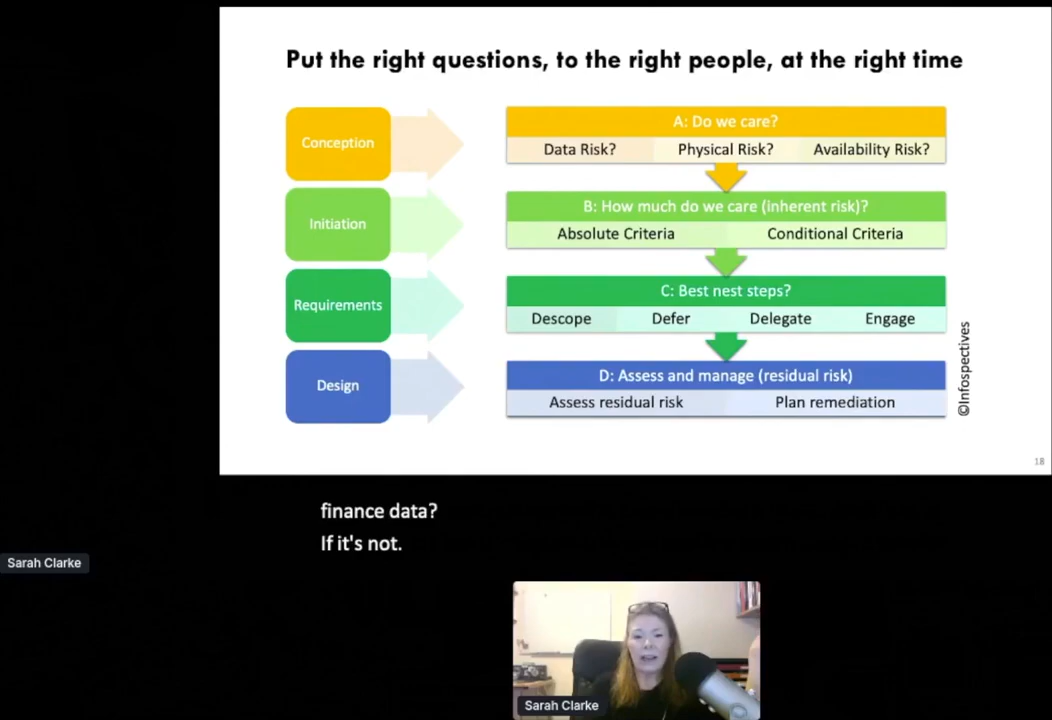 Put the right questions, to the right people, at the right time
Conception
A: Do we care?
Data Risk? Physical Risk? Availability Risk?
Initiation
B: How much do we care (inherent risk)?
Absolute Criteria Conditional Criteria
Requirements
C: Best nest steps?
Descope Defer Delegate Engage
Design
D: Assess and manage (residual risk)
Assess residual risk Plan remediation
©Infospectives
18
finance data?
If it's not.
Sarah Clarke
Sarah Clarke